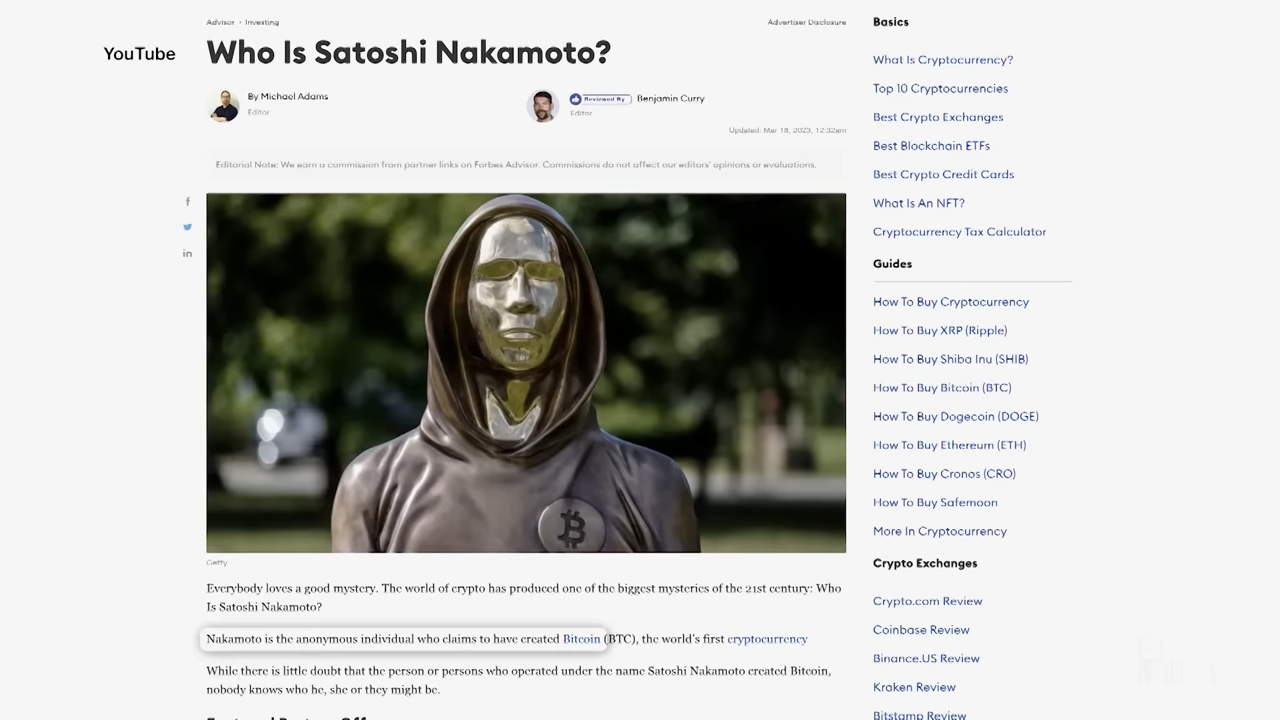 Advisor • Investing
Advertiser Disclosure
YouTube
Who Is Satoshi Nakamoto?
By Michael Adams
Editor
Reviewed By
Benjamin Curry
Editor
Updated: Mar 18, 2023, 12:32am
Editorial Note: We earn a commission from partner links on Forbes Advisor. Commissions do not affect our editors' opinions or evaluations.
Getty
Everybody loves a good mystery. The world of crypto has produced one of the biggest mysteries of the 21st century: Who
Is Satoshi Nakamoto?
Nakamoto is the anonymous individual who claims to have created Bitcoin (BTC), the world's first cryptocurrency
While there is little doubt that the person or persons who operated under the name Satoshi Nakamoto created Bitcoin,
nobody knows who he, she or they might be.
Basics
What Is Cryptocurrency?
Top 10 Cryptocurrencies
Best Crypto Exchanges
Best Blockchain ETFs
Best Crypto Credit Cards
What Is An NFT?
Cryptocurrency Tax Calculator
Guides
How To Buy Cryptocurrency
How To Buy XRP (Ripple)
How To Buy Shiba Inu (SHIB)
How To Buy Bitcoin (BTC)
How To Buy Dogecoin (DOGE)
How To Buy Ethereum (ETH)
How To Buy Cronos (CRO)
How To Buy Safemoon
More In Cryptocurrency
Crypto Exchanges
Crypto.com Review
Coinbase Review
Binance.US Review
Kraken Review
Bitstamp Review